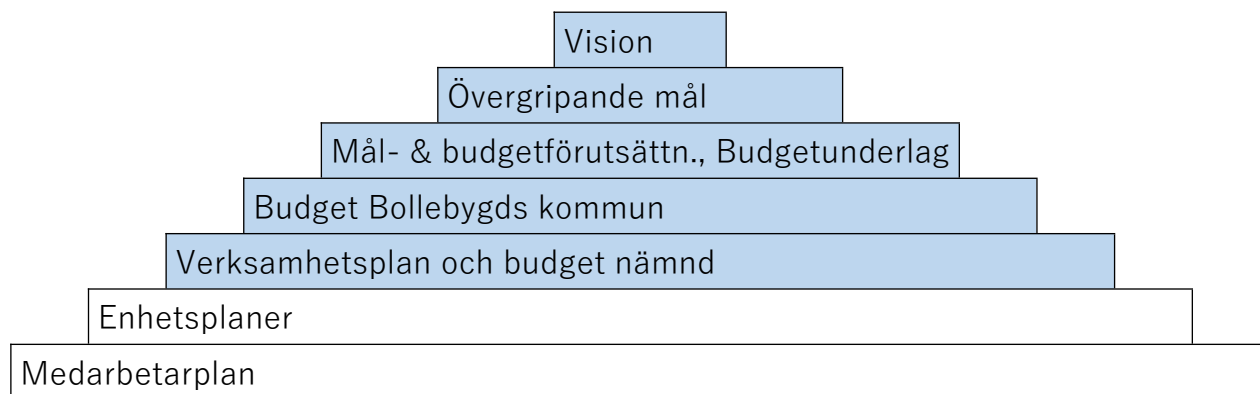 Vision
Övergripande mål
Mål- & budgetförutsättn., Budgetunderlag
Budget Bollebygds kommun
Verksamhetsplan och budget nämnd
Enhetsplaner
Medarbetarplan